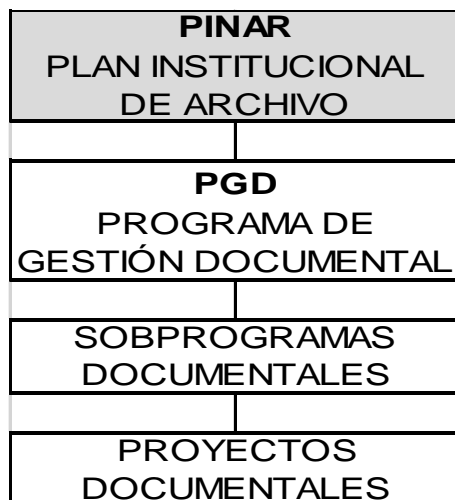 PINAR
PLAN INSTITUCIONAL
DE ARCHIVO
PGD
PROGRAMA DE
GESTIÓN DOCUMENTAL
SOBPROGRAMAS
DOCUMENTALES
PROYECTOS
DOCUMENTALES